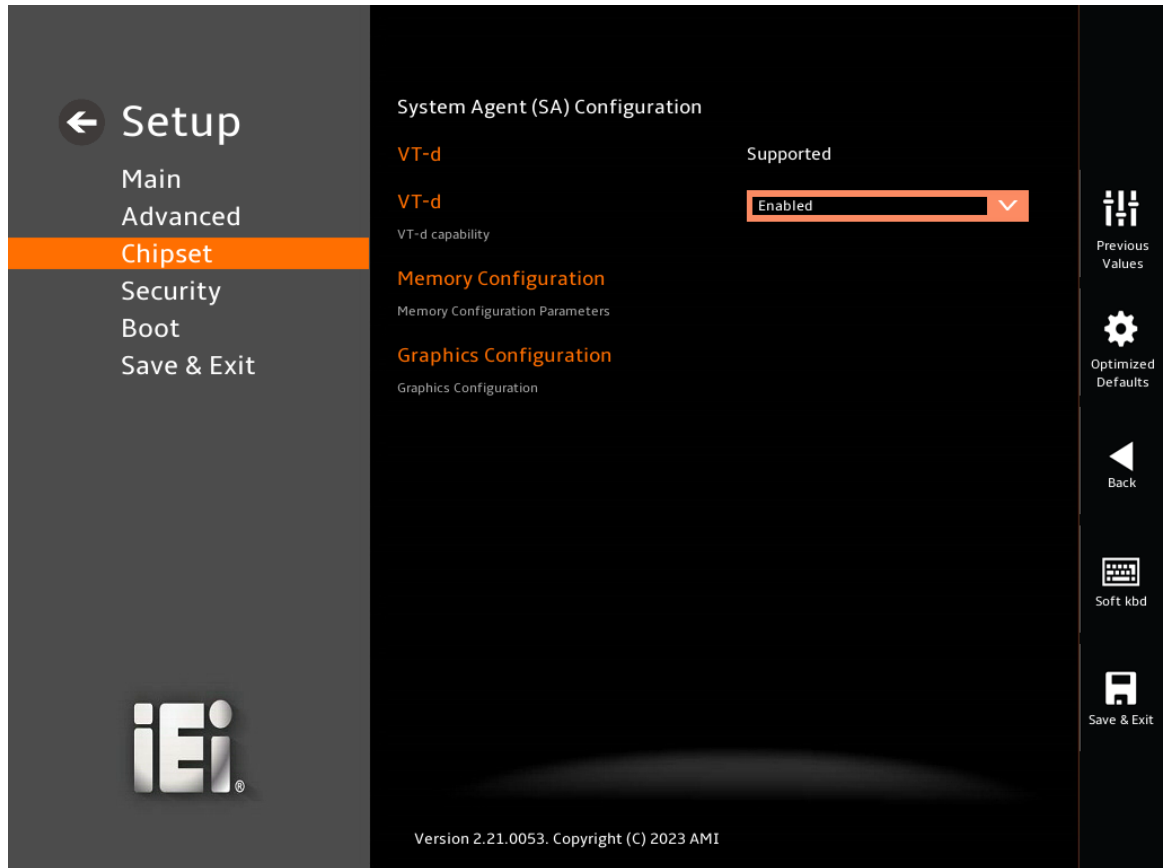 Setup
Main
Advanced
Chipset
Security
Boot
Save & Exit
iEi®
System Agent (SA) Configuration
VT-d Supported
VT-d Enabled
VT-d capability
Memory Configuration
Memory Configuration Parameters
Graphics Configuration
Graphics Configuration
Version 2.21.0053. Copyright (C) 2023 AMI
Previous
Values
Optimized
Defaults
Back
Soft kbd
Save & Exit